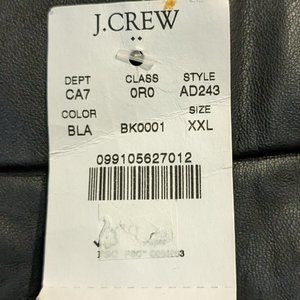 J.CREW
DEPT CLASS STYLE
CA7 0R0 AD243
COLOR SIZE
BLA BK0001 XXL
099105627012